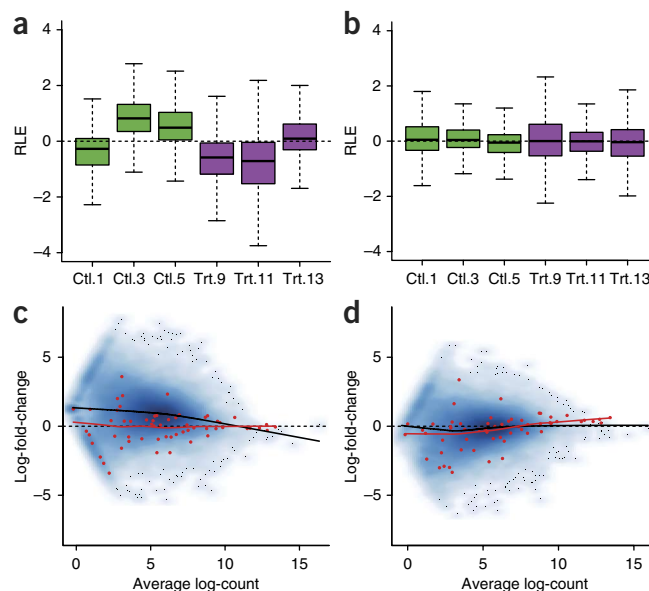 a
b
4
2
0
−2
−4
RLE
Ctl.1 Ctl.3 Ctl.5 Trt.9 Trt.11 Trt.13
4
2
0
−2
−4
RLE
Ctl.1 Ctl.3 Ctl.5 Trt.9 Trt.11 Trt.13
c
d
5
0
−5
Log-fold-change
0 5 10 15
Average log-count
5
0
−5
Log-fold-change
0 5 10 15
Average log-count